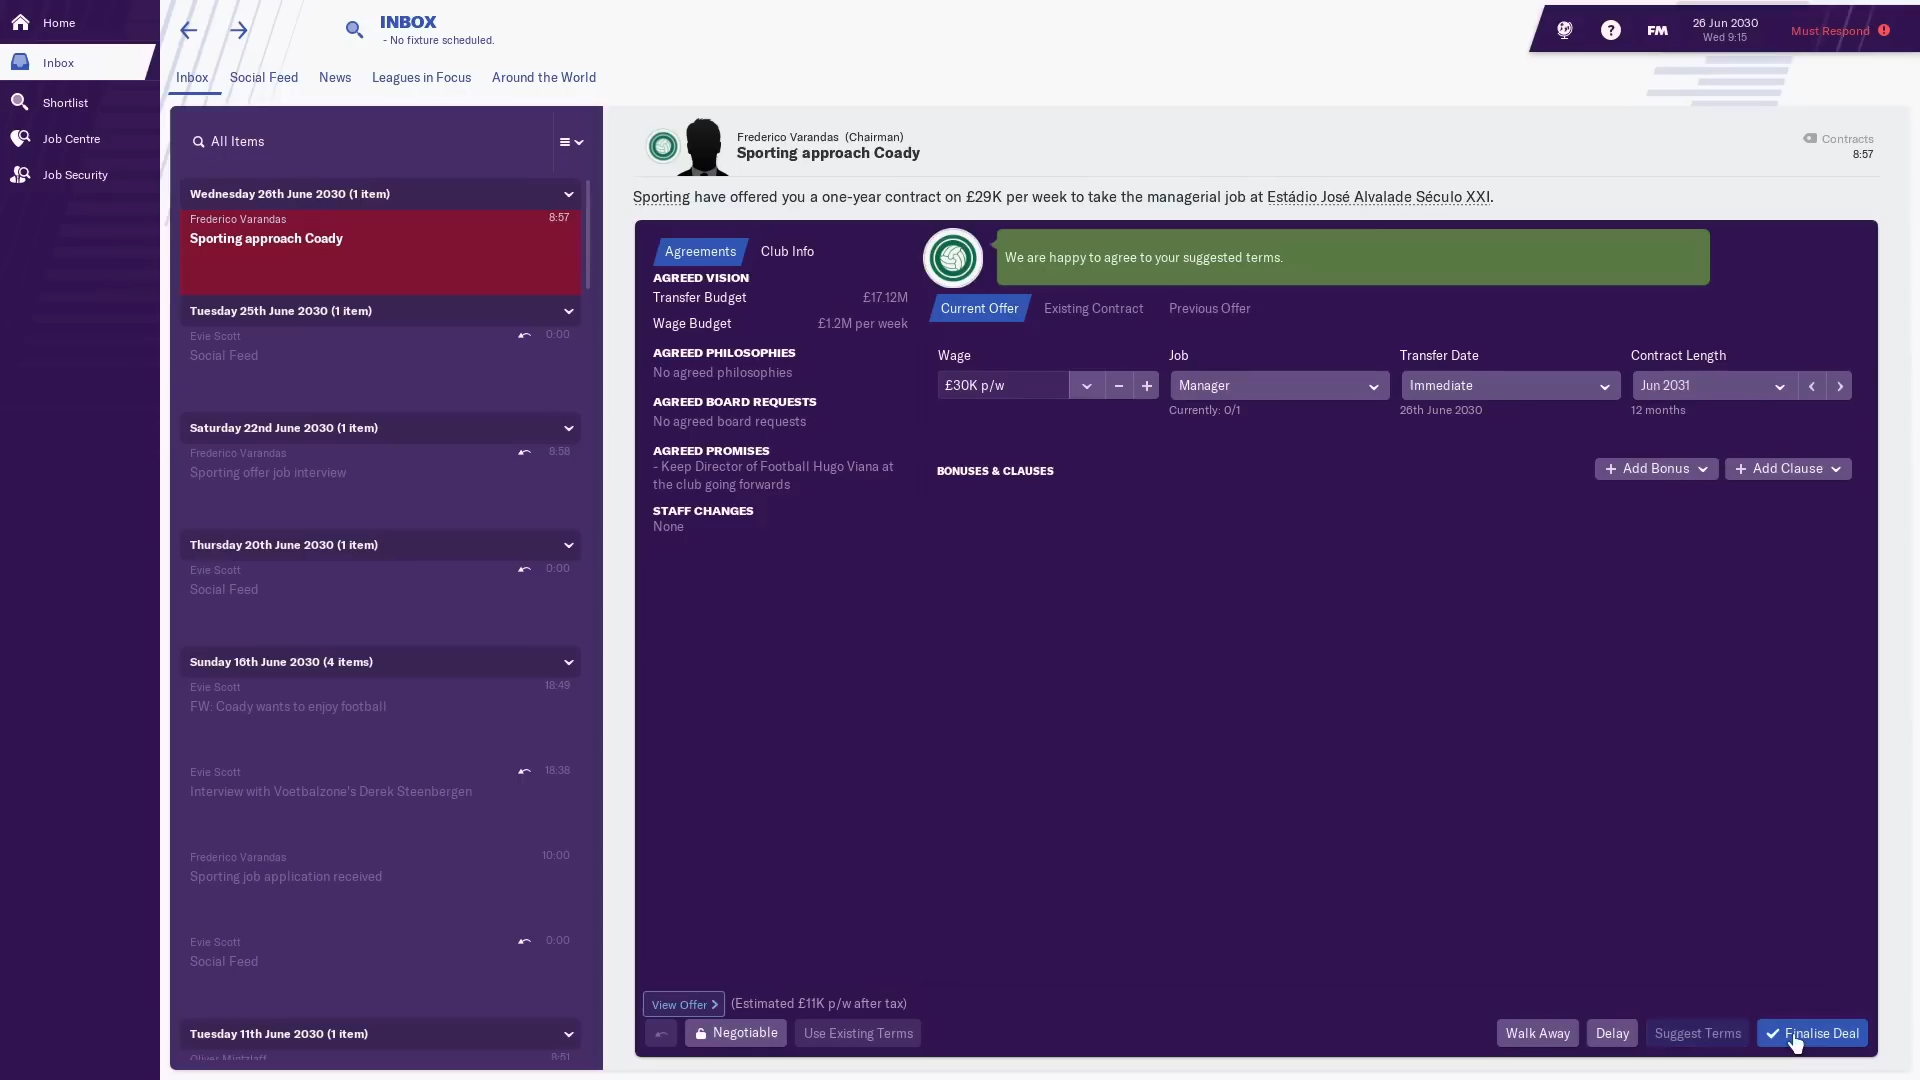 Home
Inbox
Shortlist
Job Centre
Job Security
INBOX
- No fixture scheduled.
FM
26 Jun 2030
Wed 9:15
Must Respond
Inbox
Social Feed
News
Leagues in Focus
Around the World
All Items
Wednesday 26th June 2030 (1 item)
Frederico Varandas
8:57
Sporting approach Coady
Tuesday 25th June 2030 (1 item)
Evie Scott
0:00
Social Feed
Saturday 22nd June 2030 (1 item)
Frederico Varandas
8:58
Sporting offer job interview
Thursday 20th June 2030 (1 item)
Evie Scott
0:00
Social Feed
Sunday 16th June 2030 (4 items)
Evie Scott
18:49
FW: Coady wants to enjoy football
Evie Scott
18:38
Interview with Voetbalzone's Derek Steenbergen
Frederico Varandas
10:00
Sporting job application received
Evie Scott
0:00
Social Feed
Tuesday 11th June 2030 (1 item)
Oliver Mintzlaff
8:51
Frederico Varandas (Chairman)
Sporting approach Coady
Contracts
8:57
Sporting have offered you a one-year contract on £29K per week to take the managerial job at Estádio José Alvalade Século XXI.
Agreements
Club Info
AGREED VISION
Transfer Budget
£17.12M
Wage Budget
£1.2M per week
AGREED PHILOSOPHIES
No agreed philosophies
AGREED BOARD REQUESTS
No agreed board requests
AGREED PROMISES
- Keep Director of Football Hugo Viana at
the club going forwards
STAFF CHANGES
None
We are happy to agree to your suggested terms.
Current Offer
Existing Contract
Previous Offer
Wage
Job
Transfer Date
Contract Length
£30K p/w
Manager
Immediate
Jun 2031
Currently: 0/1
26th June 2030
12 months
BONUSES & CLAUSES
Add Bonus
Add Clause
View Offer
(Estimated £11K p/w after tax)
Negotiable
Use Existing Terms
Walk Away
Delay
Suggest Terms
Finalise Deal